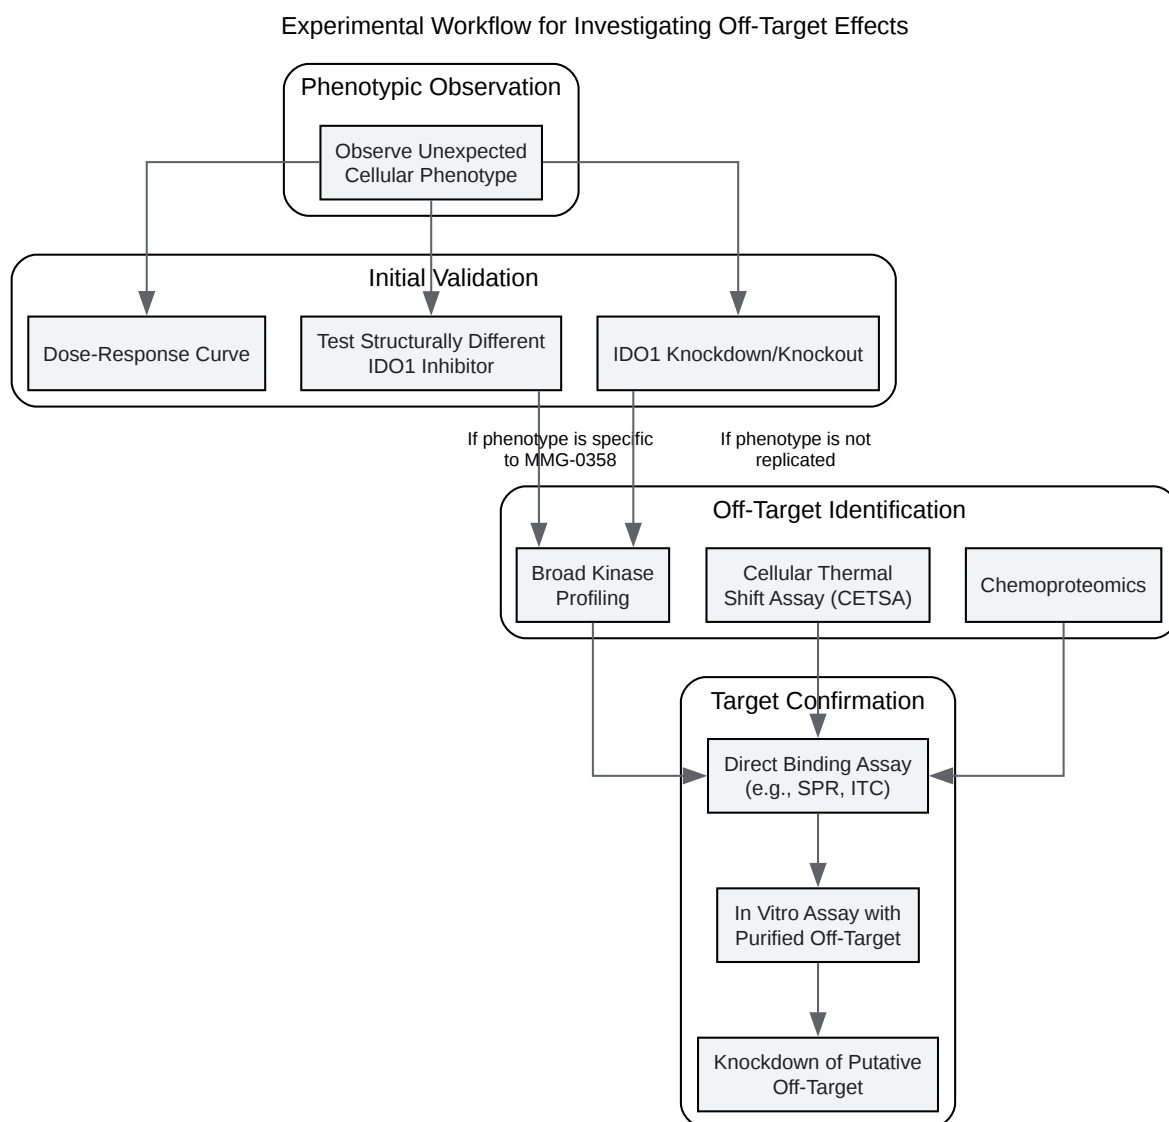 Experimental Workflow for Investigating Off-Target Effects
Phenotypic Observation
Observe Unexpected
Cellular Phenotype
Initial Validation
Dose-Response Curve
Test Structurally Different
IDO1 Inhibitor
IDO1 Knockdown/Knockout
If phenotype is specific
to MMG-0358
If phenotype is not
replicated
Off-Target Identification
Broad Kinase
Profiling
Cellular Thermal
Shift Assay (CETSA)
Chemoproteomics
Target Confirmation
Direct Binding Assay
(e.g., SPR, ITC)
In Vitro Assay with
Purified Off-Target
Knockdown of Putative
Off-Target